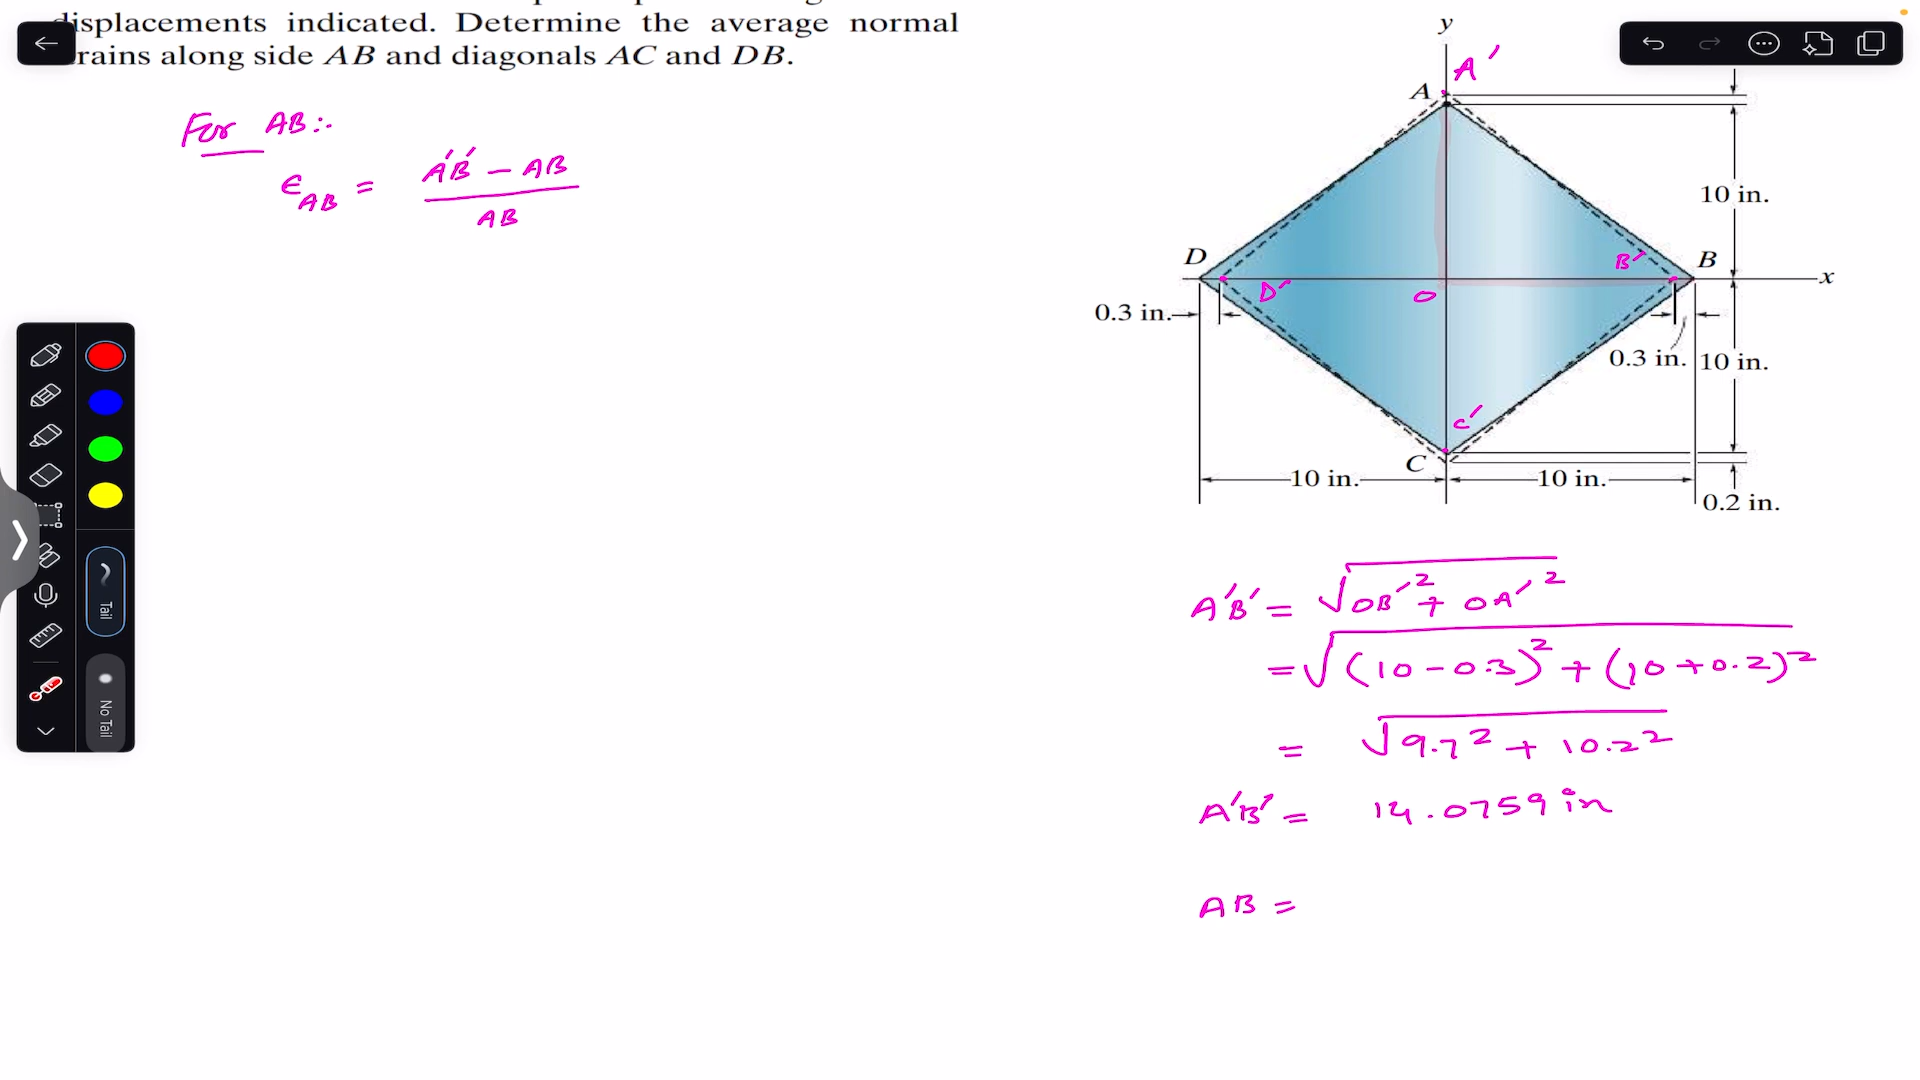 displacements indicated. Determine the average normal
rains along side AB and diagonals AC and DB.
For AB:-
ϵAB = A′B′ − AB / AB
y
A
A′
10 in.
D
B′
B
x
D′
O
0.3 in.
0.3 in.
10 in.
C′
C
10 in.
10 in.
0.2 in.
A′B′ = √OB′² + OA′²
= √(10 − 0.3)² + (10 + 0.2)²
= √9.7² + 10.2²
A′B′ = 14.0759 in
AB =
Tail
No Tail